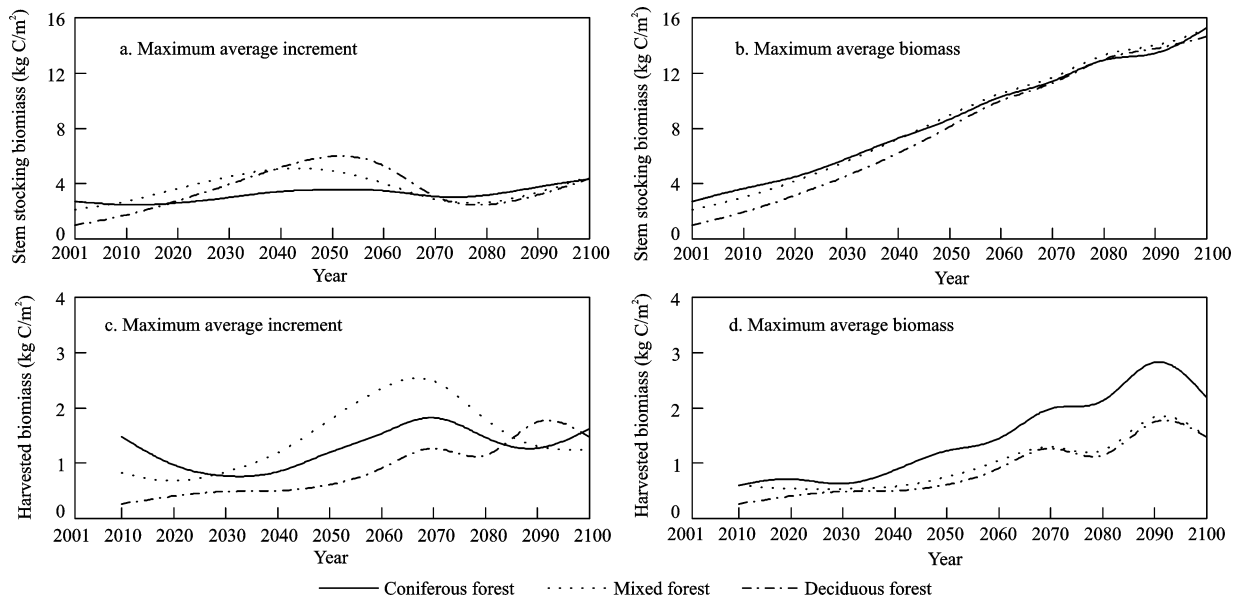 a. Maximum average increment
Stem stocking biomiass (kg C/m²)
16
12
8
4
0
2001 2010 2020 2030 2040 2050 2060 2070 2080 2090 2100
Year
b. Maximum average biomass
Stem stocking biomiass (kg C/m²)
16
12
8
4
0
2001 2010 2020 2030 2040 2050 2060 2070 2080 2090 2100
Year
c. Maximum average increment
Harvested biomiass (kg C/m²)
4
3
2
1
0
2001 2010 2020 2030 2040 2050 2060 2070 2080 2090 2100
Year
d. Maximum average biomass
Harvested biomiass (kg C/m²)
4
3
2
1
0
2001 2010 2020 2030 2040 2050 2060 2070 2080 2090 2100
Year
Coniferous forest Mixed forest Deciduous forest